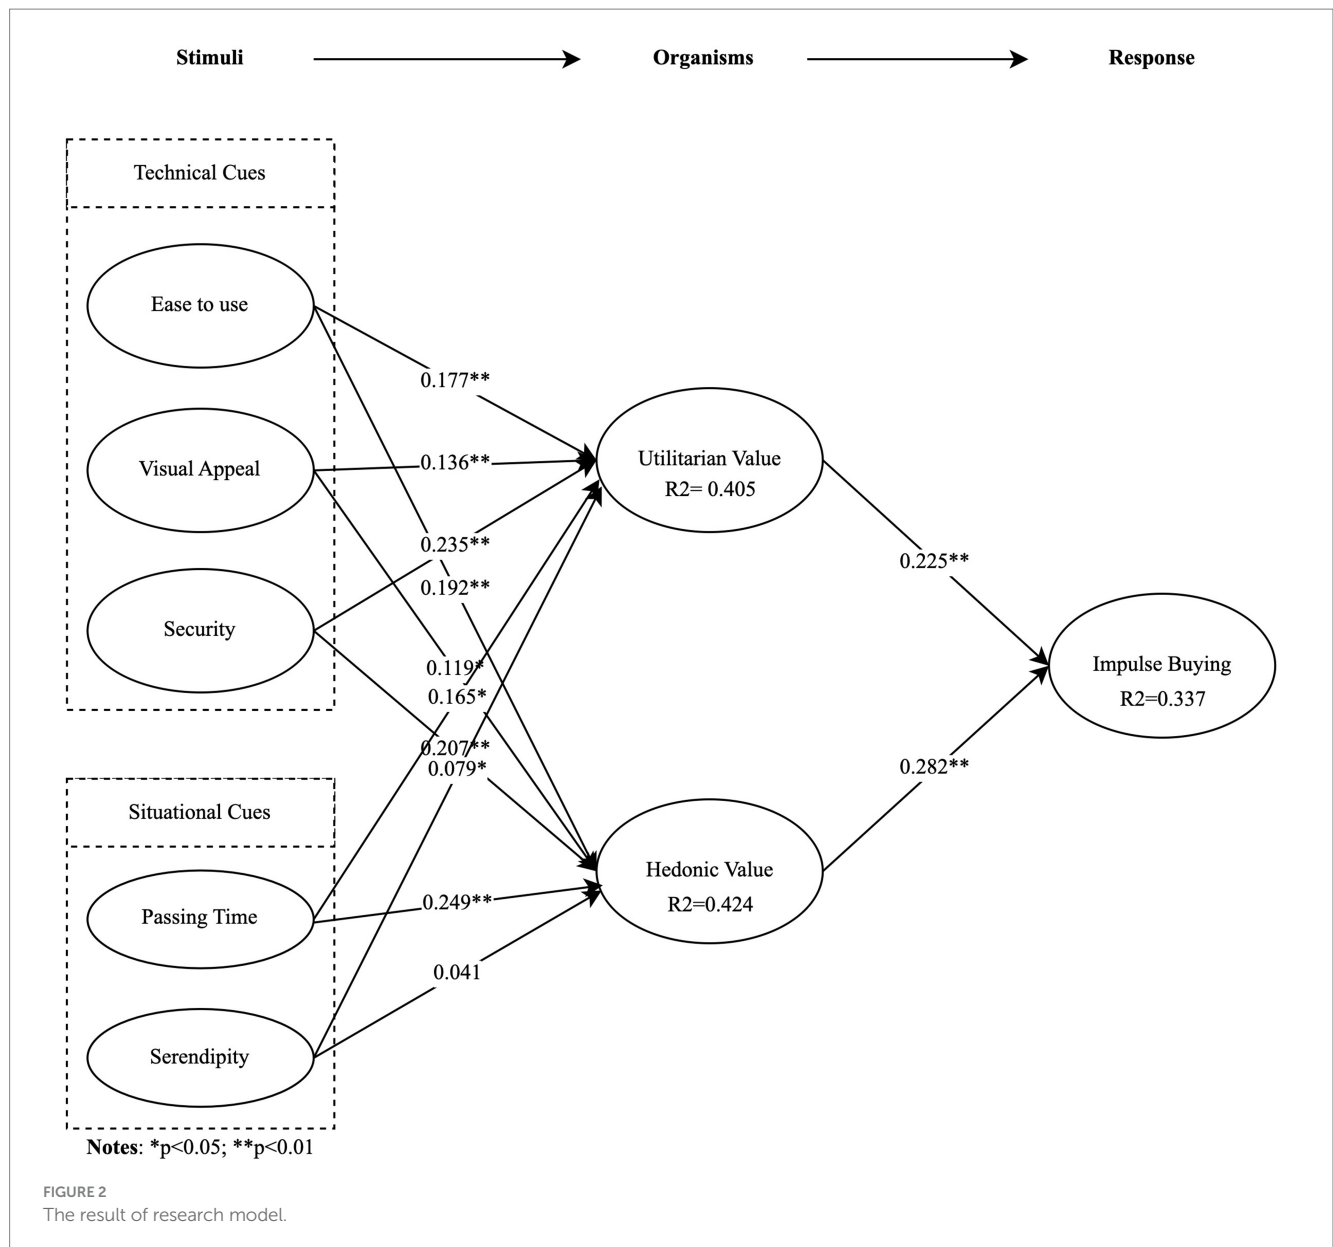 Stimuli
Organisms
Response
Technical Cues
Ease to use
Visual Appeal
Security
Situational Cues
Passing Time
Serendipity
0.177**
0.136**
0.235**
0.192**
0.119*
0.165*
0.207**
0.079*
0.249**
0.041
Utilitarian Value
R2= 0.405
Hedonic Value
R2=0.424
0.225**
0.282**
Impulse Buying
R2=0.337
Notes: *p<0.05; **p<0.01
FIGURE 2
The result of research model.